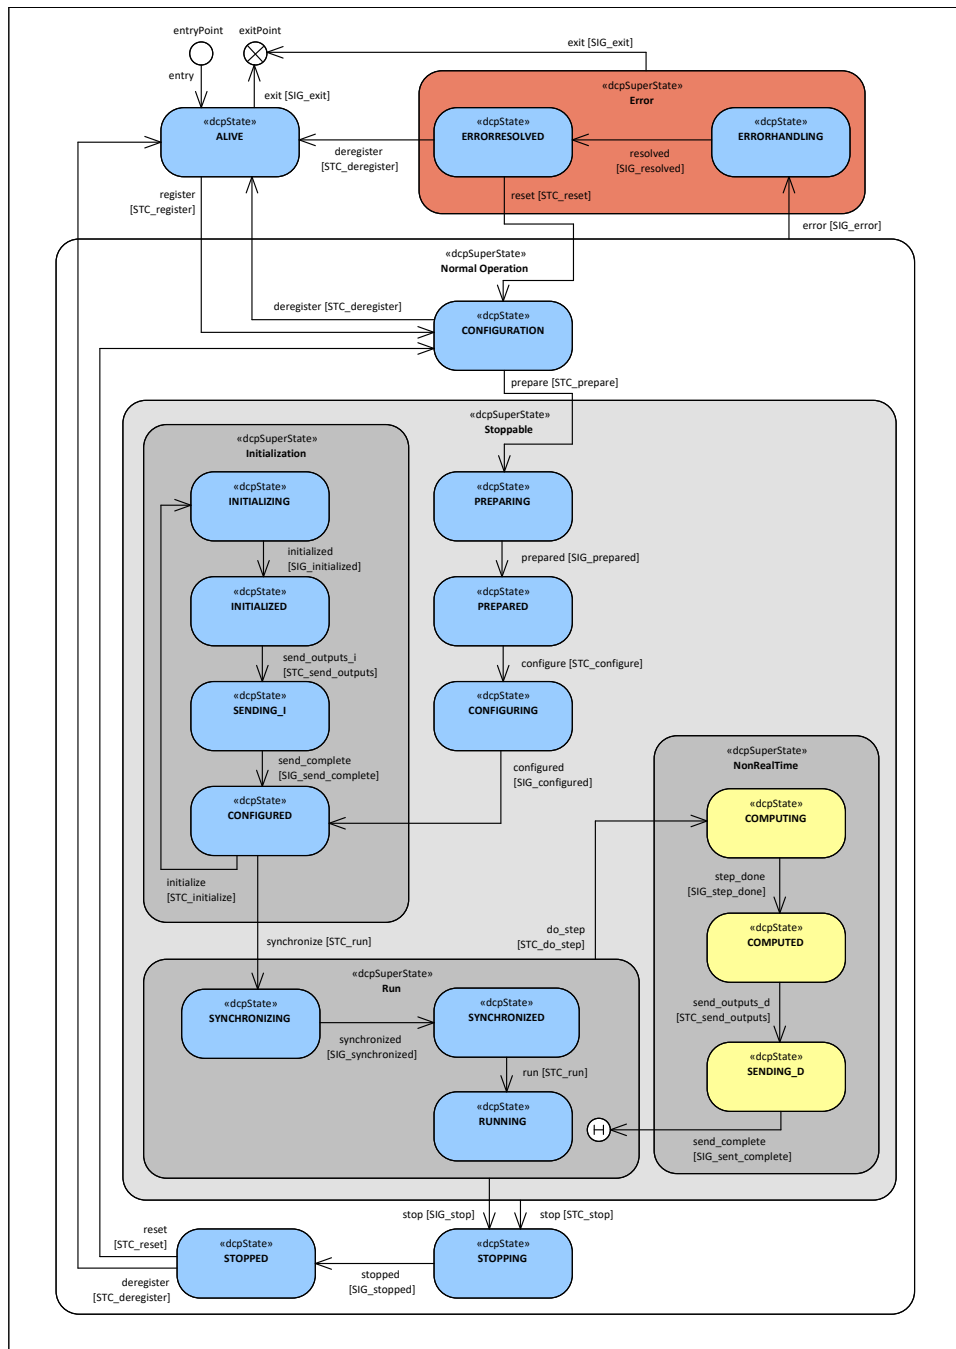 entryPoint
exitPoint
exit [SIG_exit]
entry
exit [SIG_exit]
«dcpSuperState»
Error
«dcpState»
ALIVE
«dcpState»
ERRORRESOLVED
«dcpState»
ERRORHANDLING
deregister
[STC_deregister]
resolved
[SIG_resolved]
register
[STC_register]
reset [STC_reset]
error [SIG_error]
«dcpSuperState»
Normal Operation
deregister [STC_deregister]
«dcpState»
CONFIGURATION
prepare [STC_prepare]
«dcpSuperState»
Stoppable
«dcpSuperState»
Initialization
«dcpState»
INITIALIZING
«dcpState»
PREPARING
initialized
[SIG_initialized]
prepared [SIG_prepared]
«dcpState»
INITIALIZED
«dcpState»
PREPARED
send_outputs_i
[STC_send_outputs]
configure [STC_configure]
«dcpState»
SENDING_I
«dcpState»
CONFIGURING
send_complete
[SIG_send_complete]
configured
[SIG_configured]
«dcpSuperState»
NonRealTime
«dcpState»
CONFIGURED
«dcpState»
COMPUTING
initialize
[STC_initialize]
step_done
[SIG_step_done]
synchronize [STC_run]
do_step
[STC_do_step]
«dcpState»
COMPUTED
«dcpSuperState»
Run
«dcpState»
SYNCHRONIZING
«dcpState»
SYNCHRONIZED
send_outputs_d
[STC_send_outputs]
synchronized
[SIG_synchronized]
run [STC_run]
«dcpState»
SENDING_D
«dcpState»
RUNNING
H
send_complete
[SIG_sent_complete]
stop [SIG_stop]
stop [STC_stop]
reset
[STC_reset]
«dcpState»
STOPPED
«dcpState»
STOPPING
stopped
[SIG_stopped]
deregister
[STC_deregister]